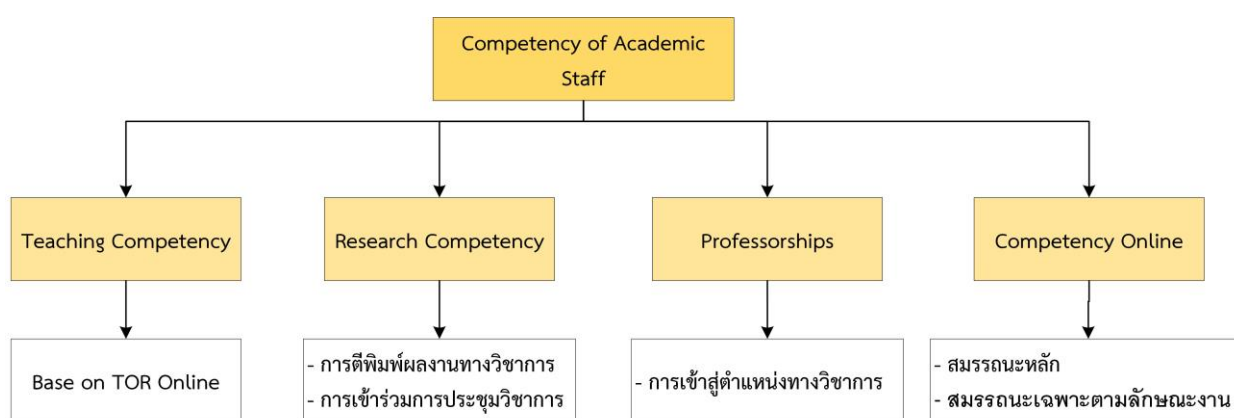 Competency of Academic
Staff
Teaching Competency
Research Competency
Professorships
Competency Online
Base on TOR Online
- การตีพิมพ์ผลงานทางวิชาการ
- การเข้าร่วมการประชุมวิชาการ
- การเข้าสู่ตำแหน่งทางวิชาการ
- สมรรถนะหลัก
- สมรรถนะเฉพาะตามลักษณะงาน